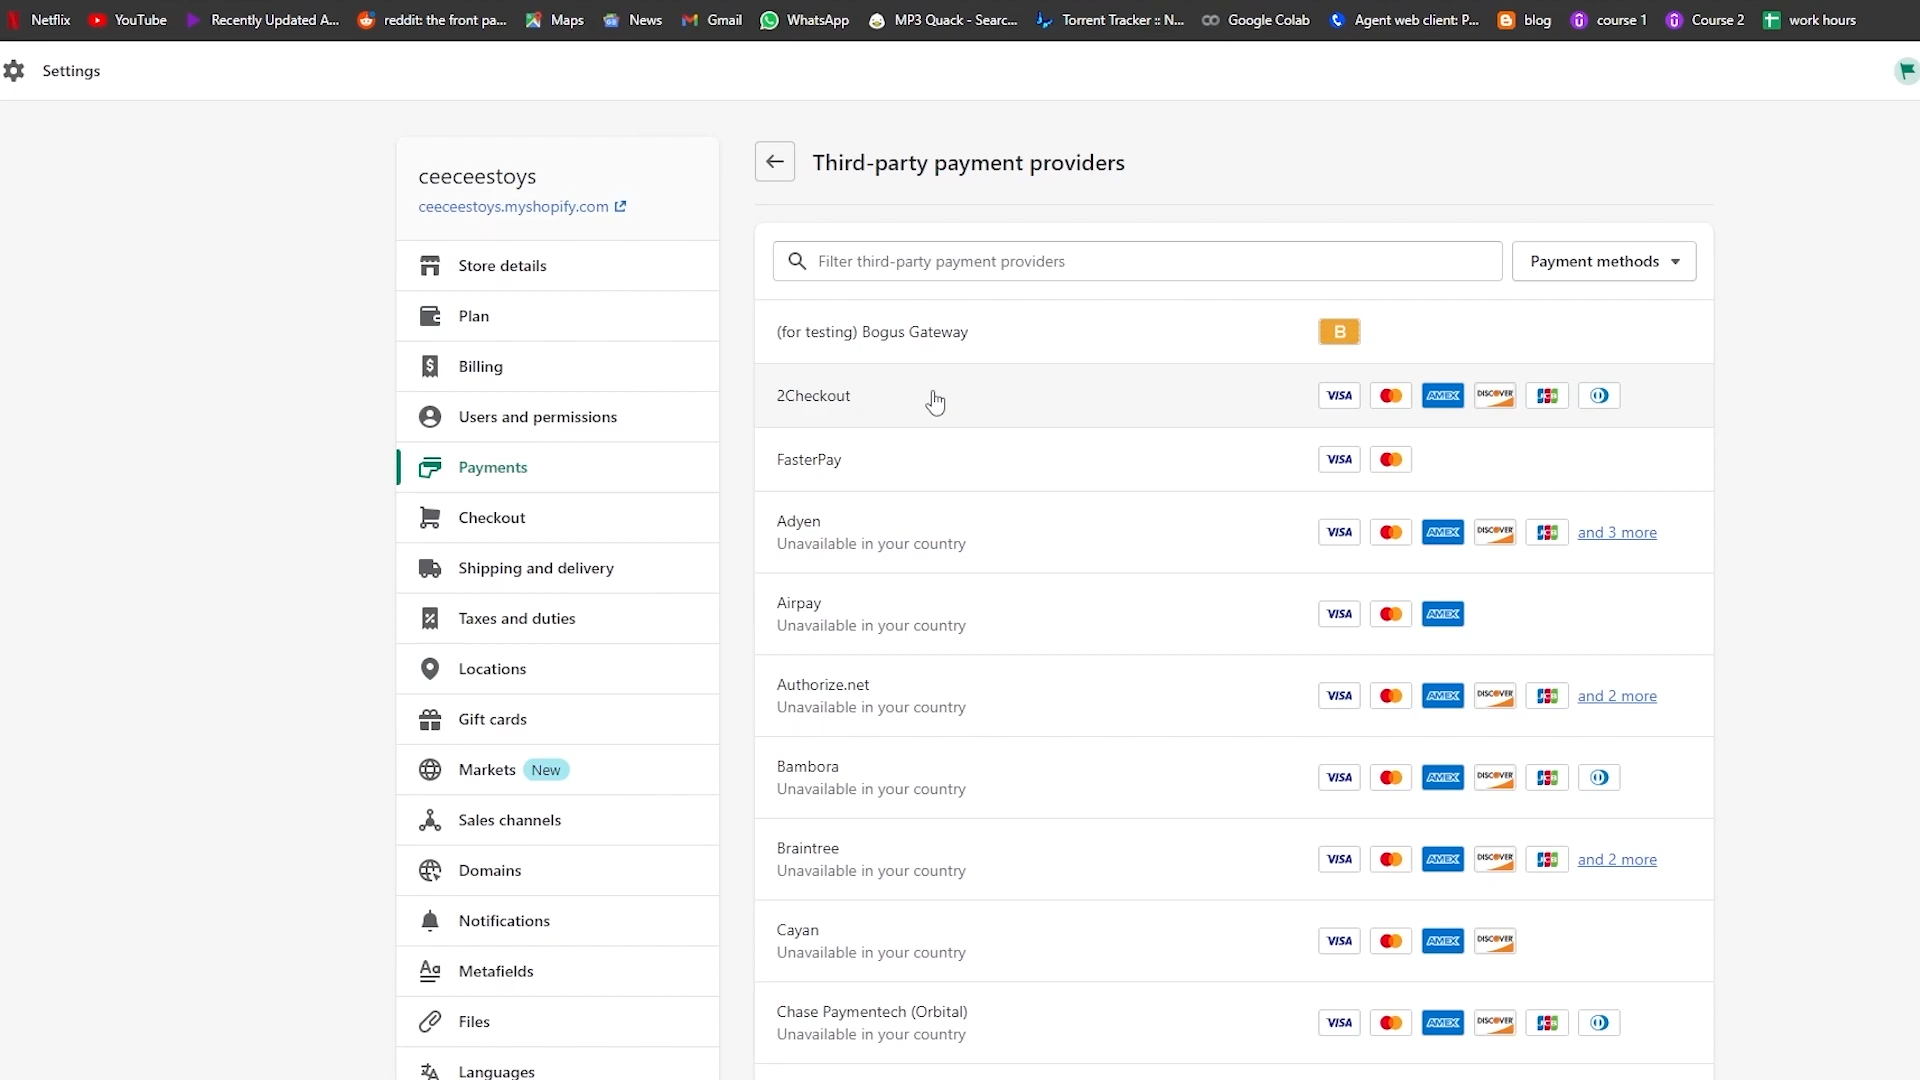 Netflix YouTube Recently Updated A... reddit: the front pa... Maps News Gmail WhatsApp MP3 Quack - Searc... Torrent Tracker :: N... Google Colab Agent web client: P... blog course 1 Course 2 work hours
Settings
ceeceestoys
ceeceestoys.myshopify.com
Store details
Plan
Billing
Users and permissions
Payments
Checkout
Shipping and delivery
Taxes and duties
Locations
Gift cards
Markets New
Sales channels
Domains
Notifications
Metafields
Files
Languages
Third-party payment providers
Filter third-party payment providers Payment methods
(for testing) Bogus Gateway B
2Checkout VISA AMEX DISCOVER JCB
FasterPay VISA
Adyen
Unavailable in your country
VISA AMEX DISCOVER JCB and 3 more
Airpay
Unavailable in your country
VISA AMEX
Authorize.net
Unavailable in your country
VISA AMEX DISCOVER JCB and 2 more
Bambora
Unavailable in your country
VISA AMEX DISCOVER JCB
Braintree
Unavailable in your country
VISA AMEX DISCOVER JCB and 2 more
Cayan
Unavailable in your country
VISA AMEX DISCOVER
Chase Paymentech (Orbital)
Unavailable in your country
VISA AMEX DISCOVER JCB